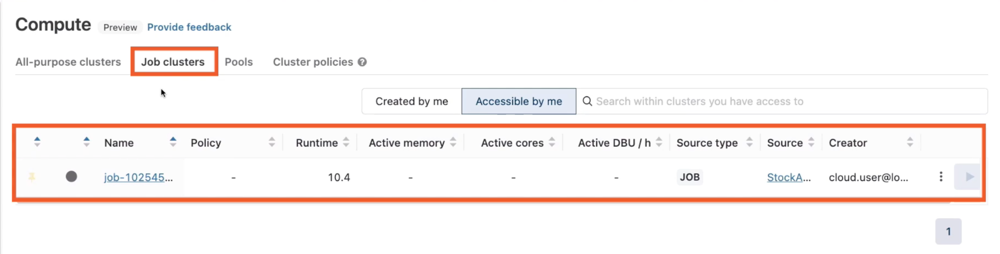 Compute Preview Provide feedback
All-purpose clusters Job clusters Pools Cluster policies ?
Created by me Accessible by me Search within clusters you have access to
Name Policy Runtime Active memory Active cores Active DBU / h Source type Source Creator
job-102545... - 10.4 - - - JOB StockA... cloud.user@lo...
1